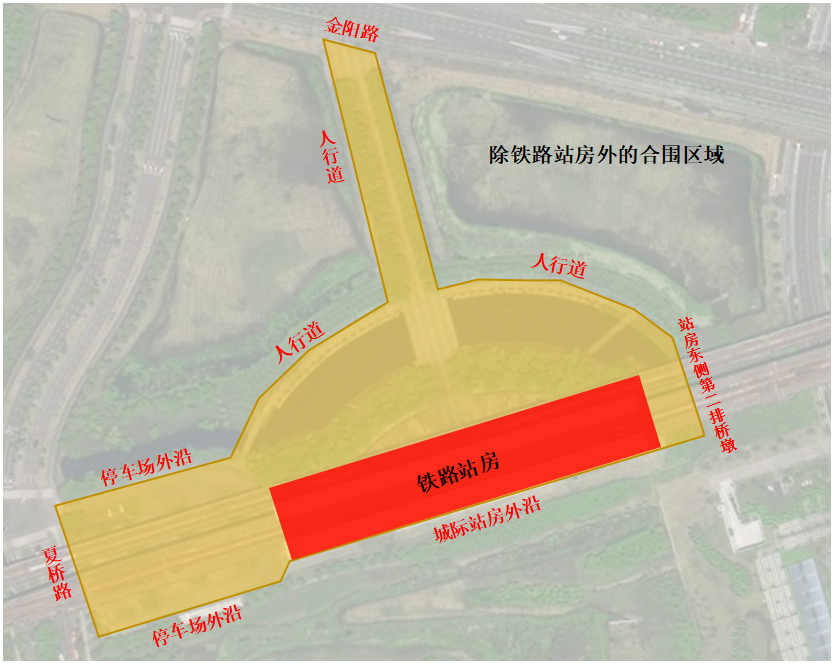 金阳路
人行道
除铁路站房外的合围区域
人行道
人行道
站房东侧第二排桥墩
停车场外沿
铁路站房
城际站房外沿
夏桥路
停车场外沿